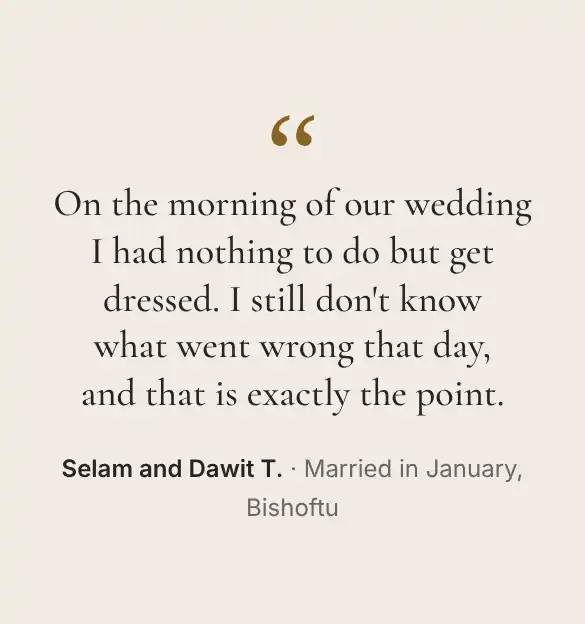 “
On the morning of our wedding
I had nothing to do but get
dressed. I still don't know
what went wrong that day,
and that is exactly the point.
Selam and Dawit T. · Married in January,
Bishoftu